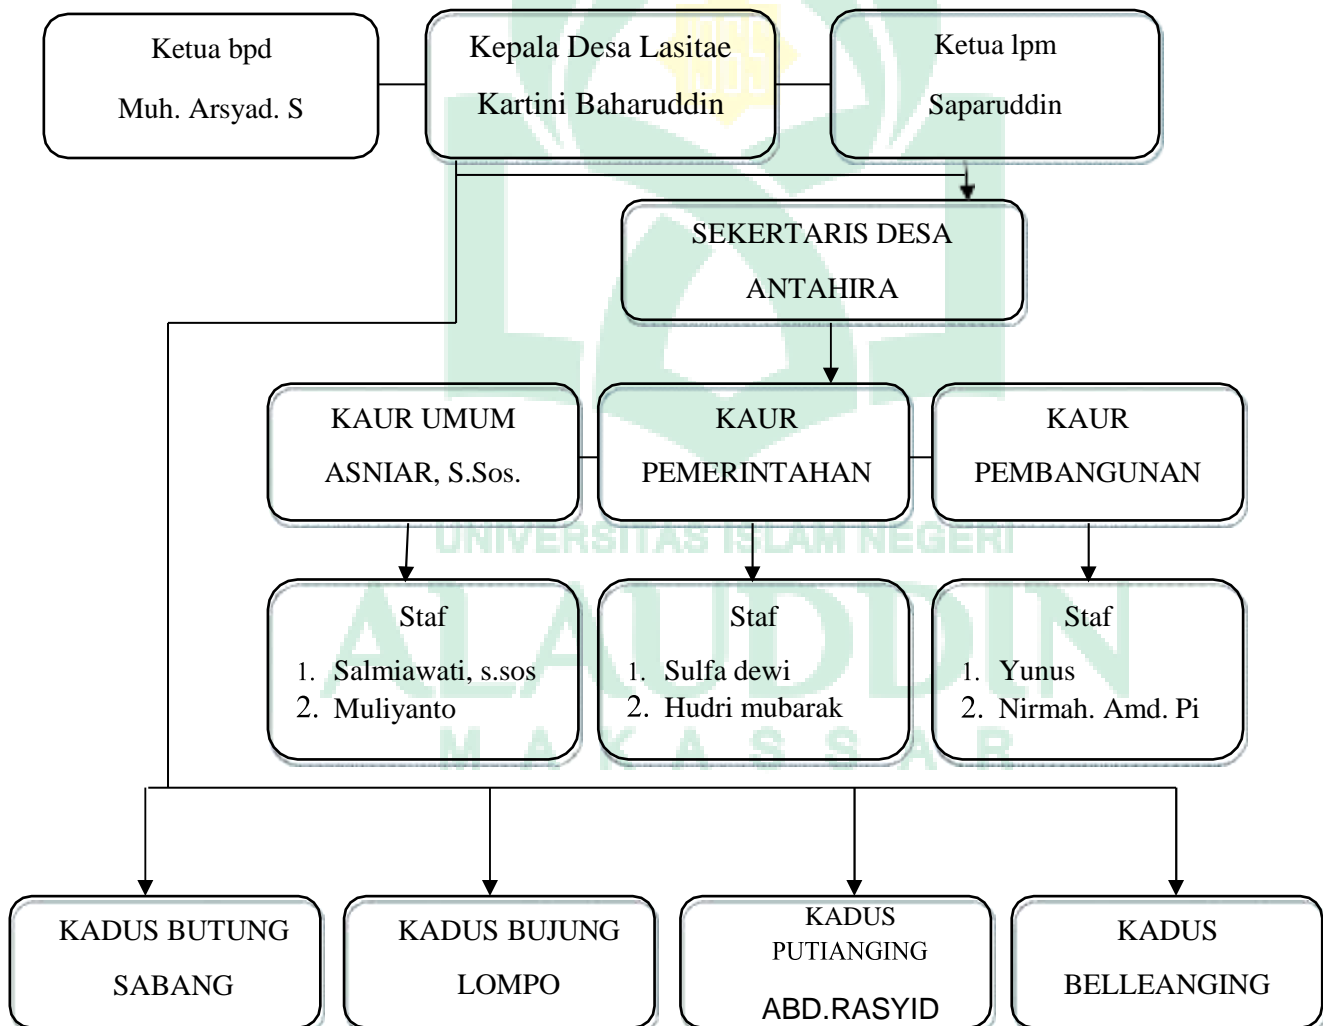 Ketua bpd
Muh. Arsyad. S
Kepala Desa Lasitae
Kartini Baharuddin
Ketua lpm
Saparuddin
SEKERTARIS DESA
ANTAHIRA
KAUR UMUM
ASNIAR, S.Sos.
KAUR
PEMERINTAHAN
KAUR
PEMBANGUNAN
UNIVERSITAS ISLAM NEGERI
Staf
1. Salmiawati, s.sos
2. Muliyanto
Staf
1. Sulfa dewi
2. Hudri mubarak
Staf
1. Yunus
2. Nirmah. Amd. Pi
ALAUDDIN
MAKASSAR
KADUS BUTUNG
SABANG
KADUS BUJUNG
LOMPO
KADUS
PUTIANGING
ABD.RASYID
KADUS
BELLEANGING